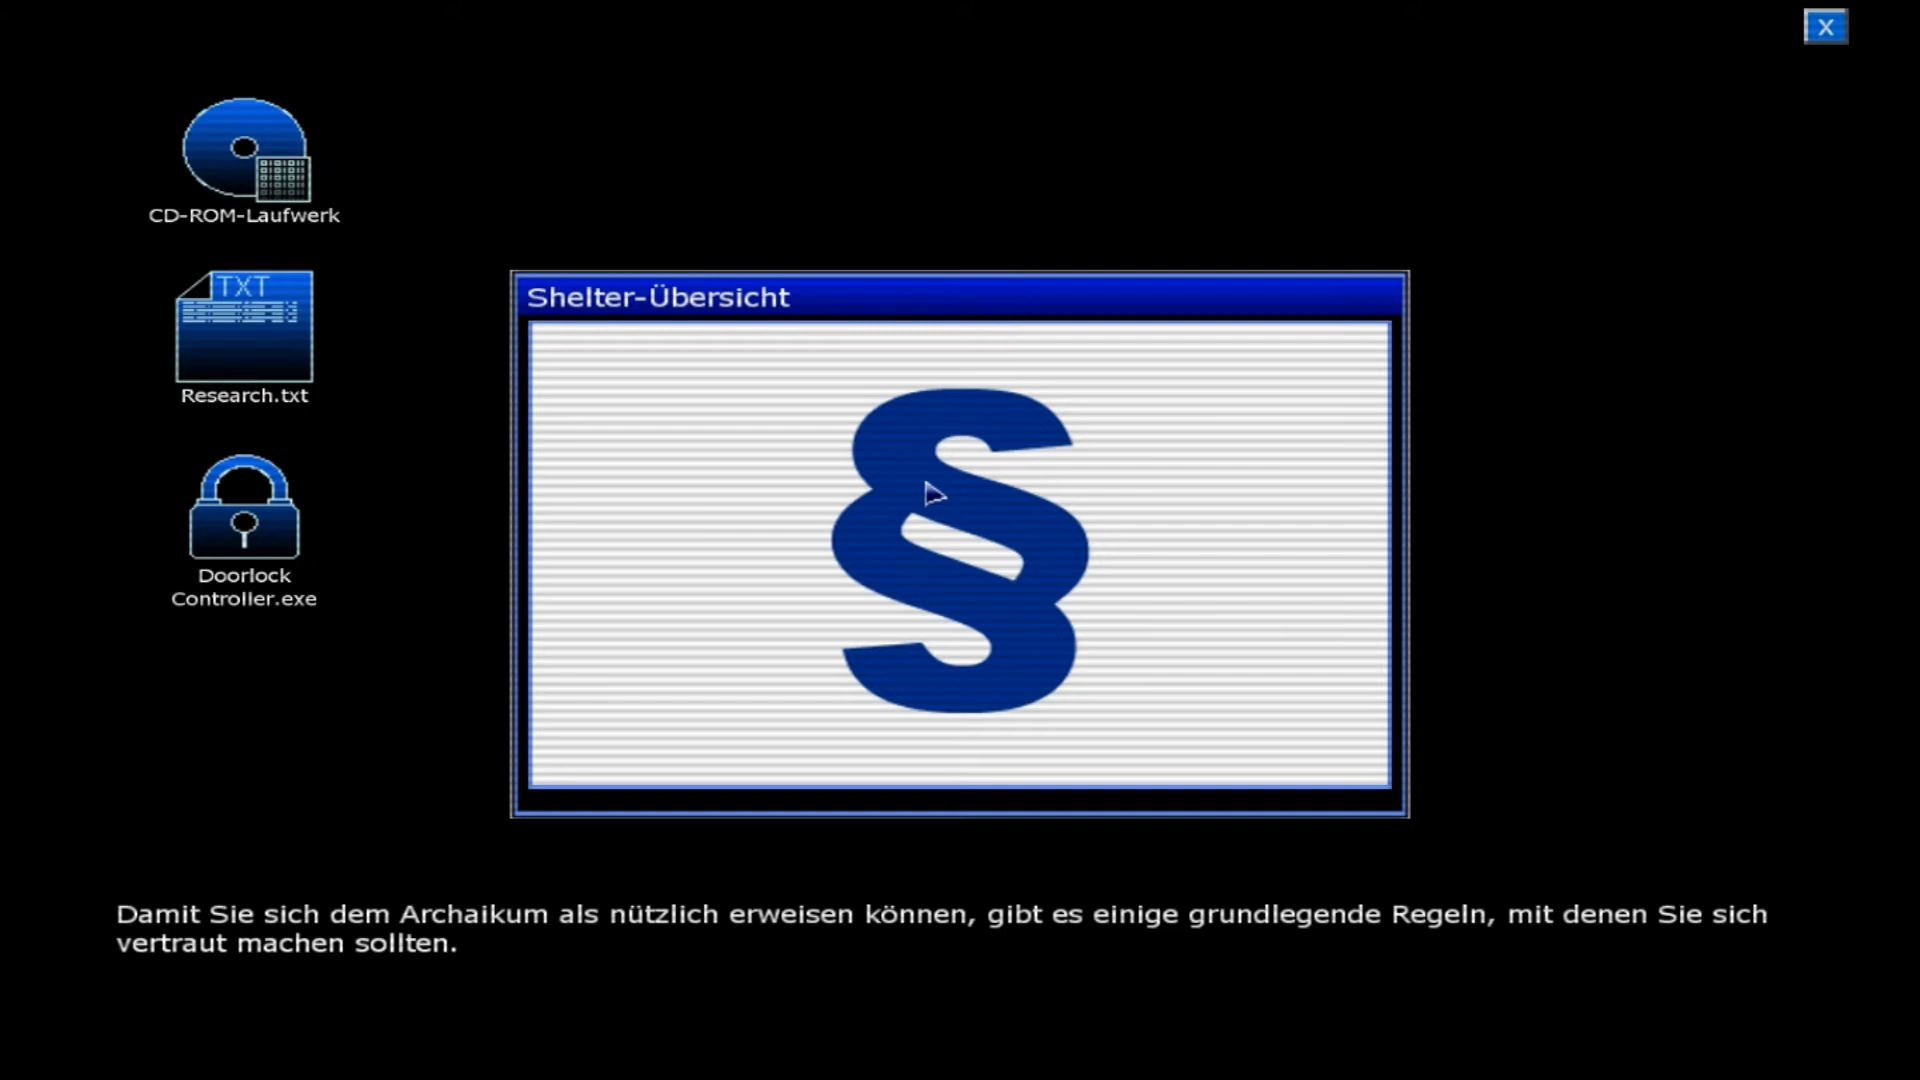 X
CD-ROM-Laufwerk
TXT
Research.txt
Doorlock
Controller.exe
Shelter-Übersicht
§
Damit Sie sich dem Archaikum als nützlich erweisen können, gibt es einige grundlegende Regeln, mit denen Sie sich
vertraut machen sollten.